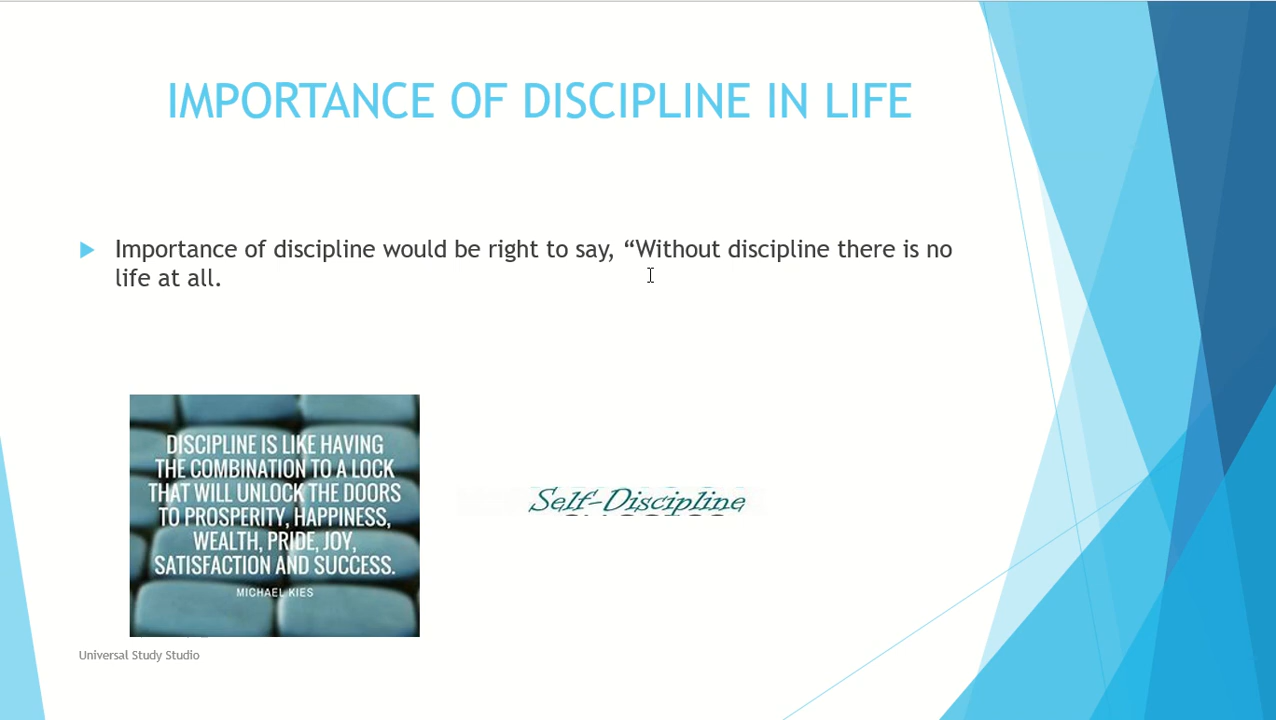 IMPORTANCE OF DISCIPLINE IN LIFE
Importance of discipline would be right to say, “Without discipline there is no
life at all.
DISCIPLINE IS LIKE HAVING
THE COMBINATION TO A LOCK
THAT WILL UNLOCK THE DOORS
TO PROSPERITY, HAPPINESS,
WEALTH, PRIDE, JOY,
SATISFACTION AND SUCCESS.
MICHAEL KIES
Self-Discipline
Universal Study Studio